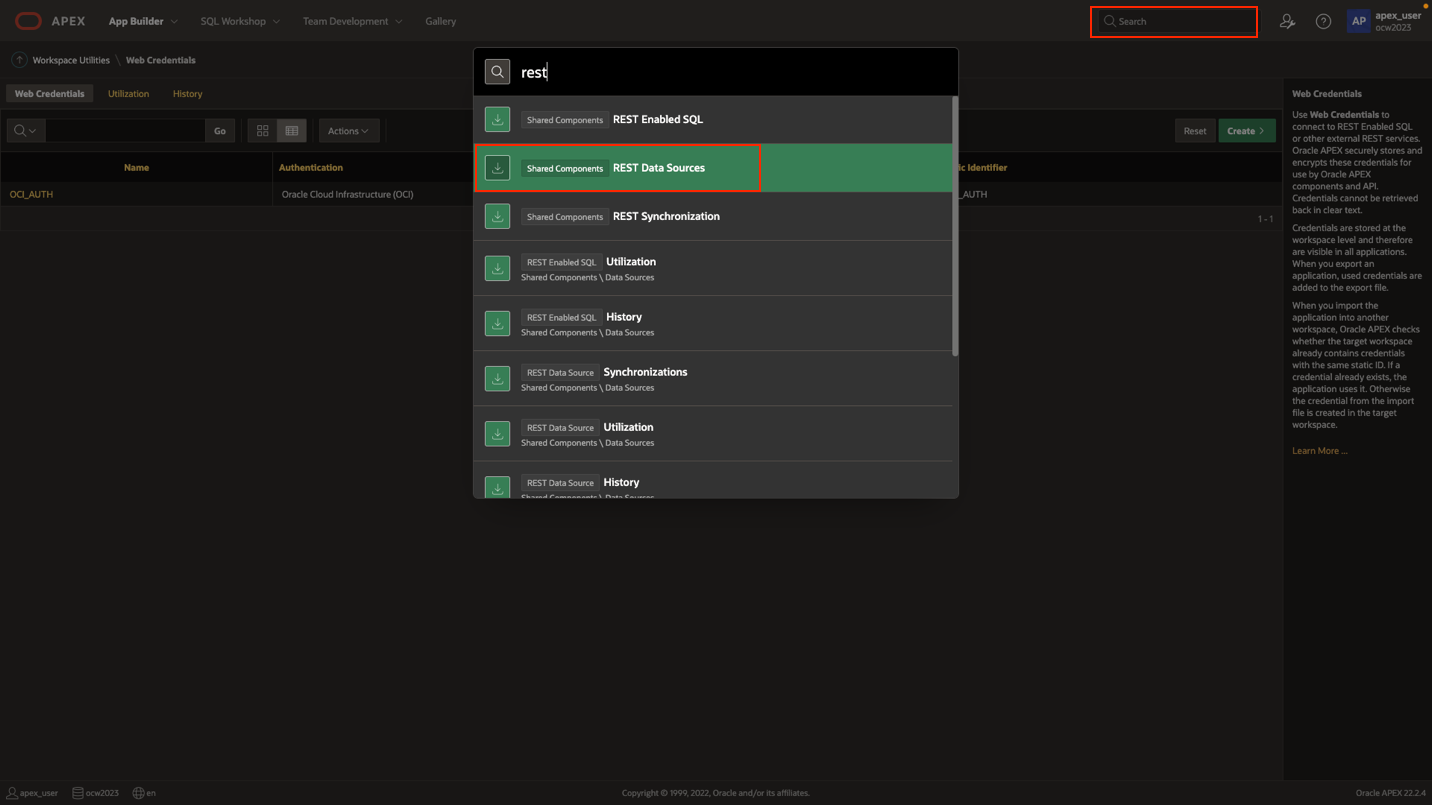 APEX
App Builder
SQL Workshop
Team Development
Gallery
Search
AP
apex_user
ocw2023
Workspace Utilities \ Web Credentials
rest
Web Credentials
Utilization
History
Go
Actions
Reset
Create
Name
Authentication
ic Identifier
OCI_AUTH
Oracle Cloud Infrastructure (OCI)
_AUTH
1 - 1
Shared Components REST Enabled SQL
Shared Components REST Data Sources
Shared Components REST Synchronization
REST Enabled SQL Utilization
Shared Components \ Data Sources
REST Enabled SQL History
Shared Components \ Data Sources
REST Data Source Synchronizations
Shared Components \ Data Sources
REST Data Source Utilization
Shared Components \ Data Sources
REST Data Source History
Shared Components \ Data Sources
Web Credentials
Use Web Credentials to
connect to REST Enabled SQL
or other external REST services.
Oracle APEX securely stores and
encrypts these credentials for
use by Oracle APEX
components and API.
Credentials cannot be retrieved
back in clear text.
Credentials are stored at the
workspace level and therefore
are visible in all applications.
When you export an
application, used credentials are
added to the export file.
When you import the
application into another
workspace, Oracle APEX checks
whether the target workspace
already contains credentials
with the same static ID. If a
credential already exists, the
application uses it. Otherwise
the credential from the import
file is created in the target
workspace.
Learn More ...
apex_user
ocw2023
en
Copyright © 1999, 2022, Oracle and/or its affiliates.
Oracle APEX 22.2.4